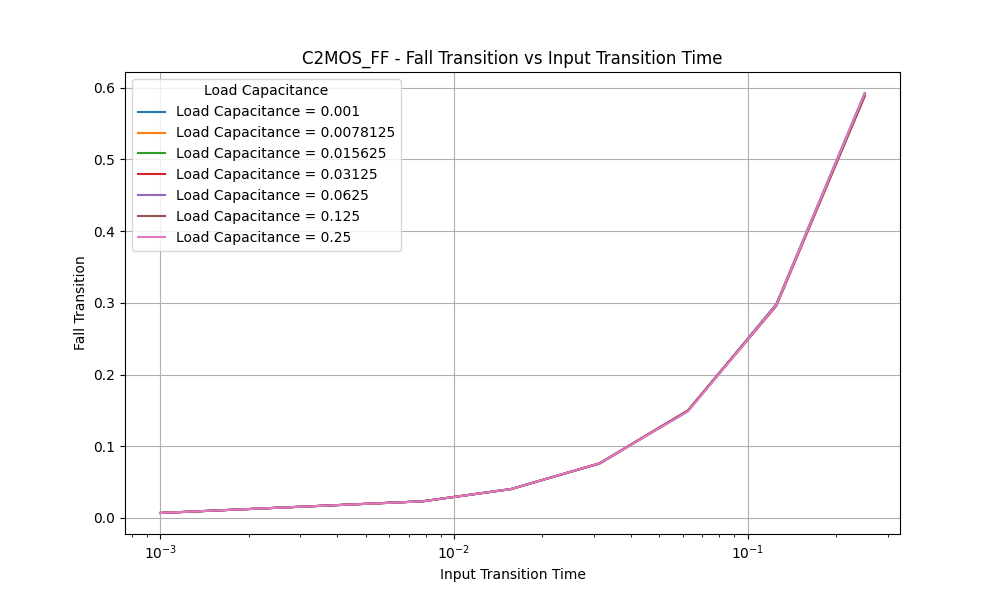 C2MOS_FF - Fall Transition vs Input Transition Time
Load Capacitance
Load Capacitance = 0.001
Load Capacitance = 0.0078125
Load Capacitance = 0.015625
Load Capacitance = 0.03125
Load Capacitance = 0.0625
Load Capacitance = 0.125
Load Capacitance = 0.25
Fall Transition
0.6
0.5
0.4
0.3
0.2
0.1
0.0
10⁻³ 10⁻² 10⁻¹
Input Transition Time